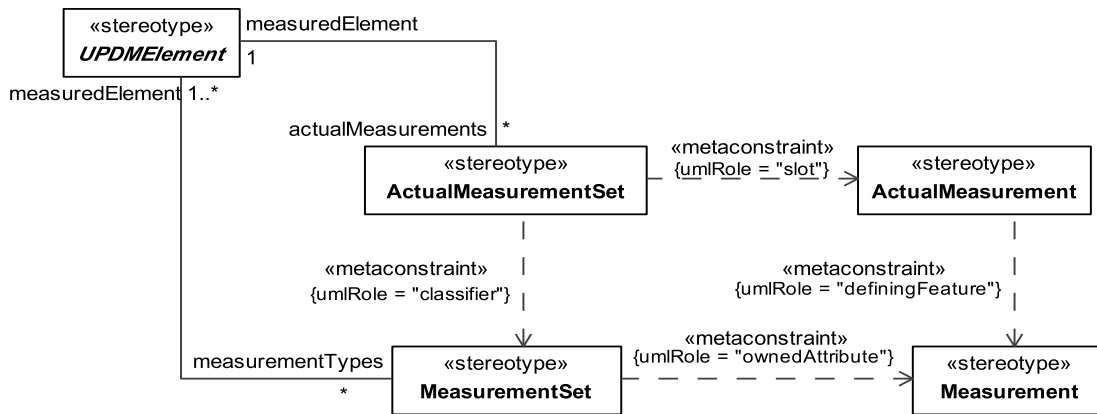 «stereotype»
UPDMElement
measuredElement
1
measuredElement 1..*
actualMeasurements *
«stereotype»
ActualMeasurementSet
«metaconstraint»
{umlRole = "slot"}
«stereotype»
ActualMeasurement
«metaconstraint»
{umlRole = "classifier"}
«metaconstraint»
{umlRole = "definingFeature"}
measurementTypes
*
«stereotype»
MeasurementSet
«metaconstraint»
{umlRole = "ownedAttribute"}
«stereotype»
Measurement